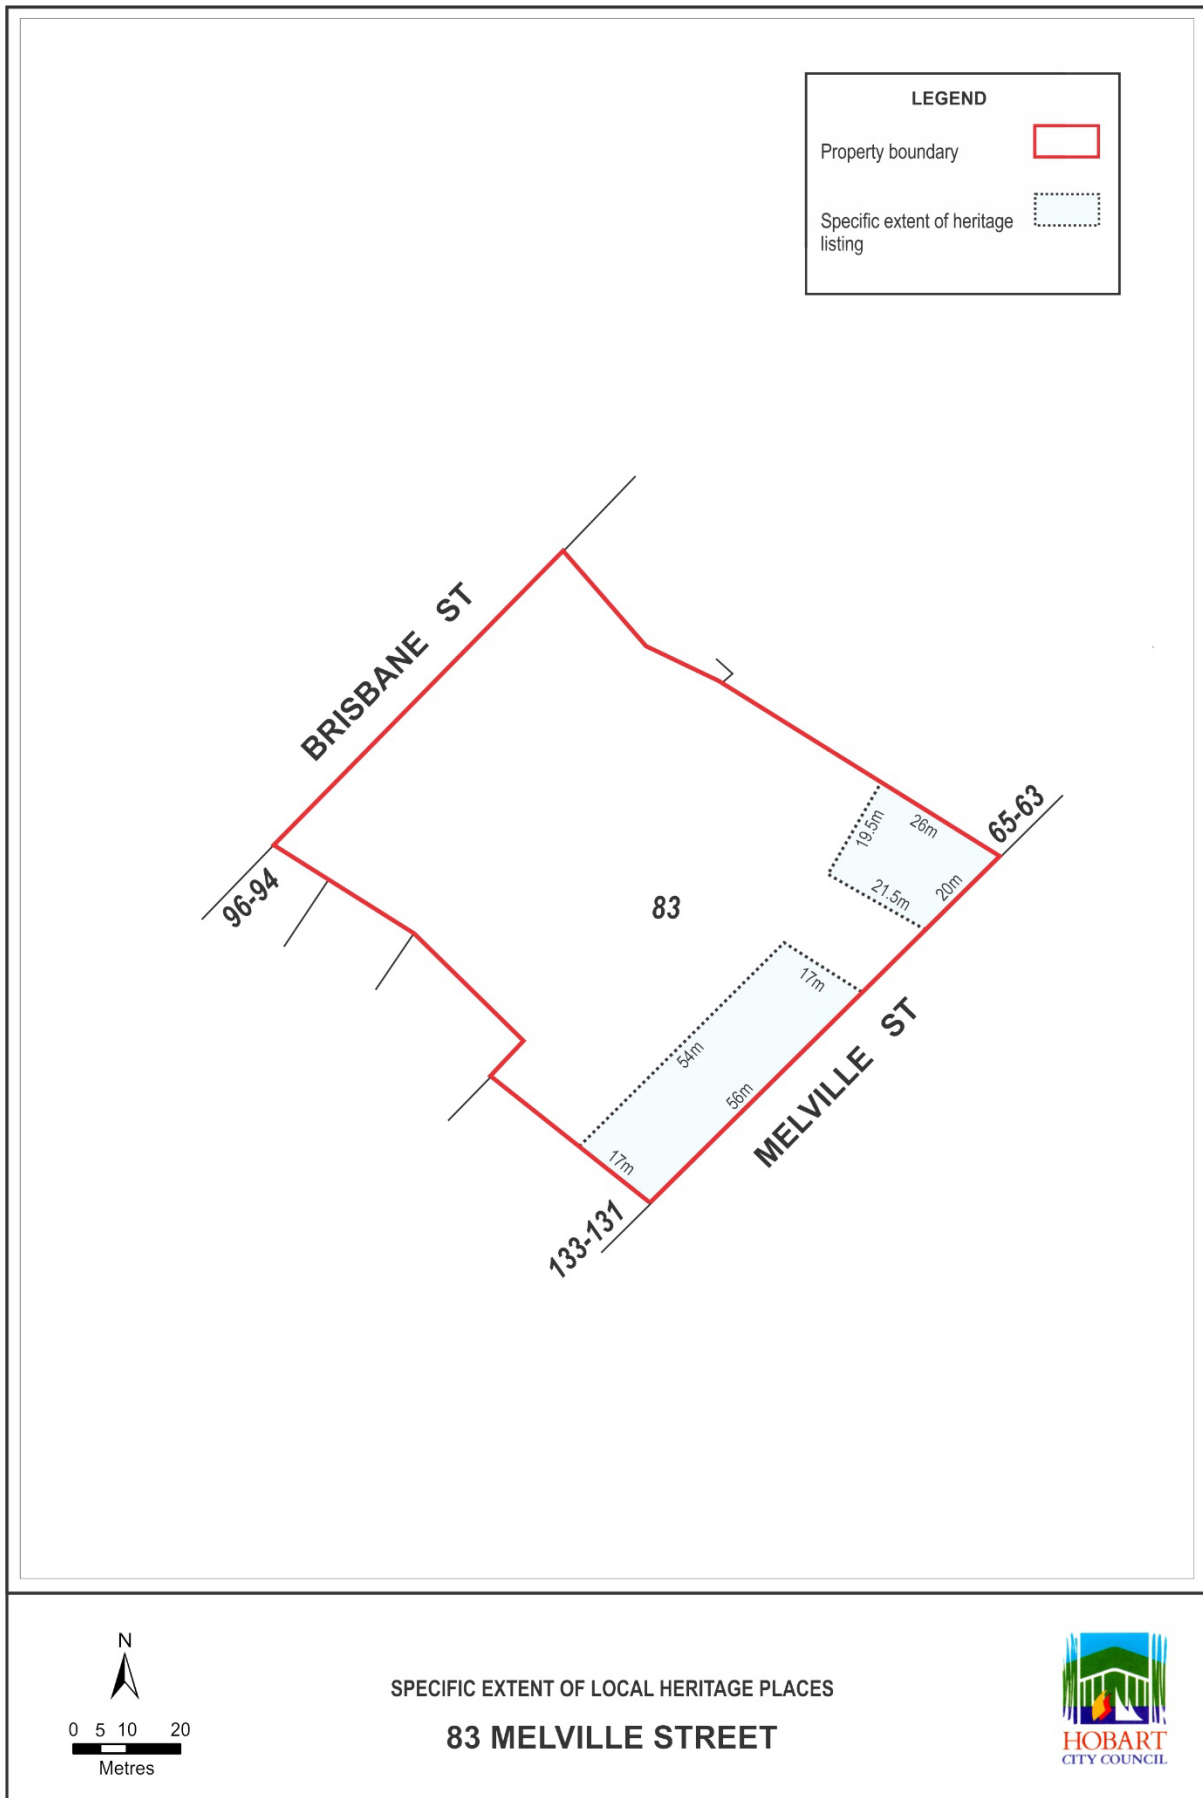 LEGEND
Property boundary
Specific extent of heritage
listing
BRISBANE ST
65-63
19.5m
26m
21.5m
20m
96-94
83
17m
54m
56m
MELVILLE ST
17m
133-131
N
0 5 10 20
Metres
SPECIFIC EXTENT OF LOCAL HERITAGE PLACES
83 MELVILLE STREET
HOBART
CITY COUNCIL